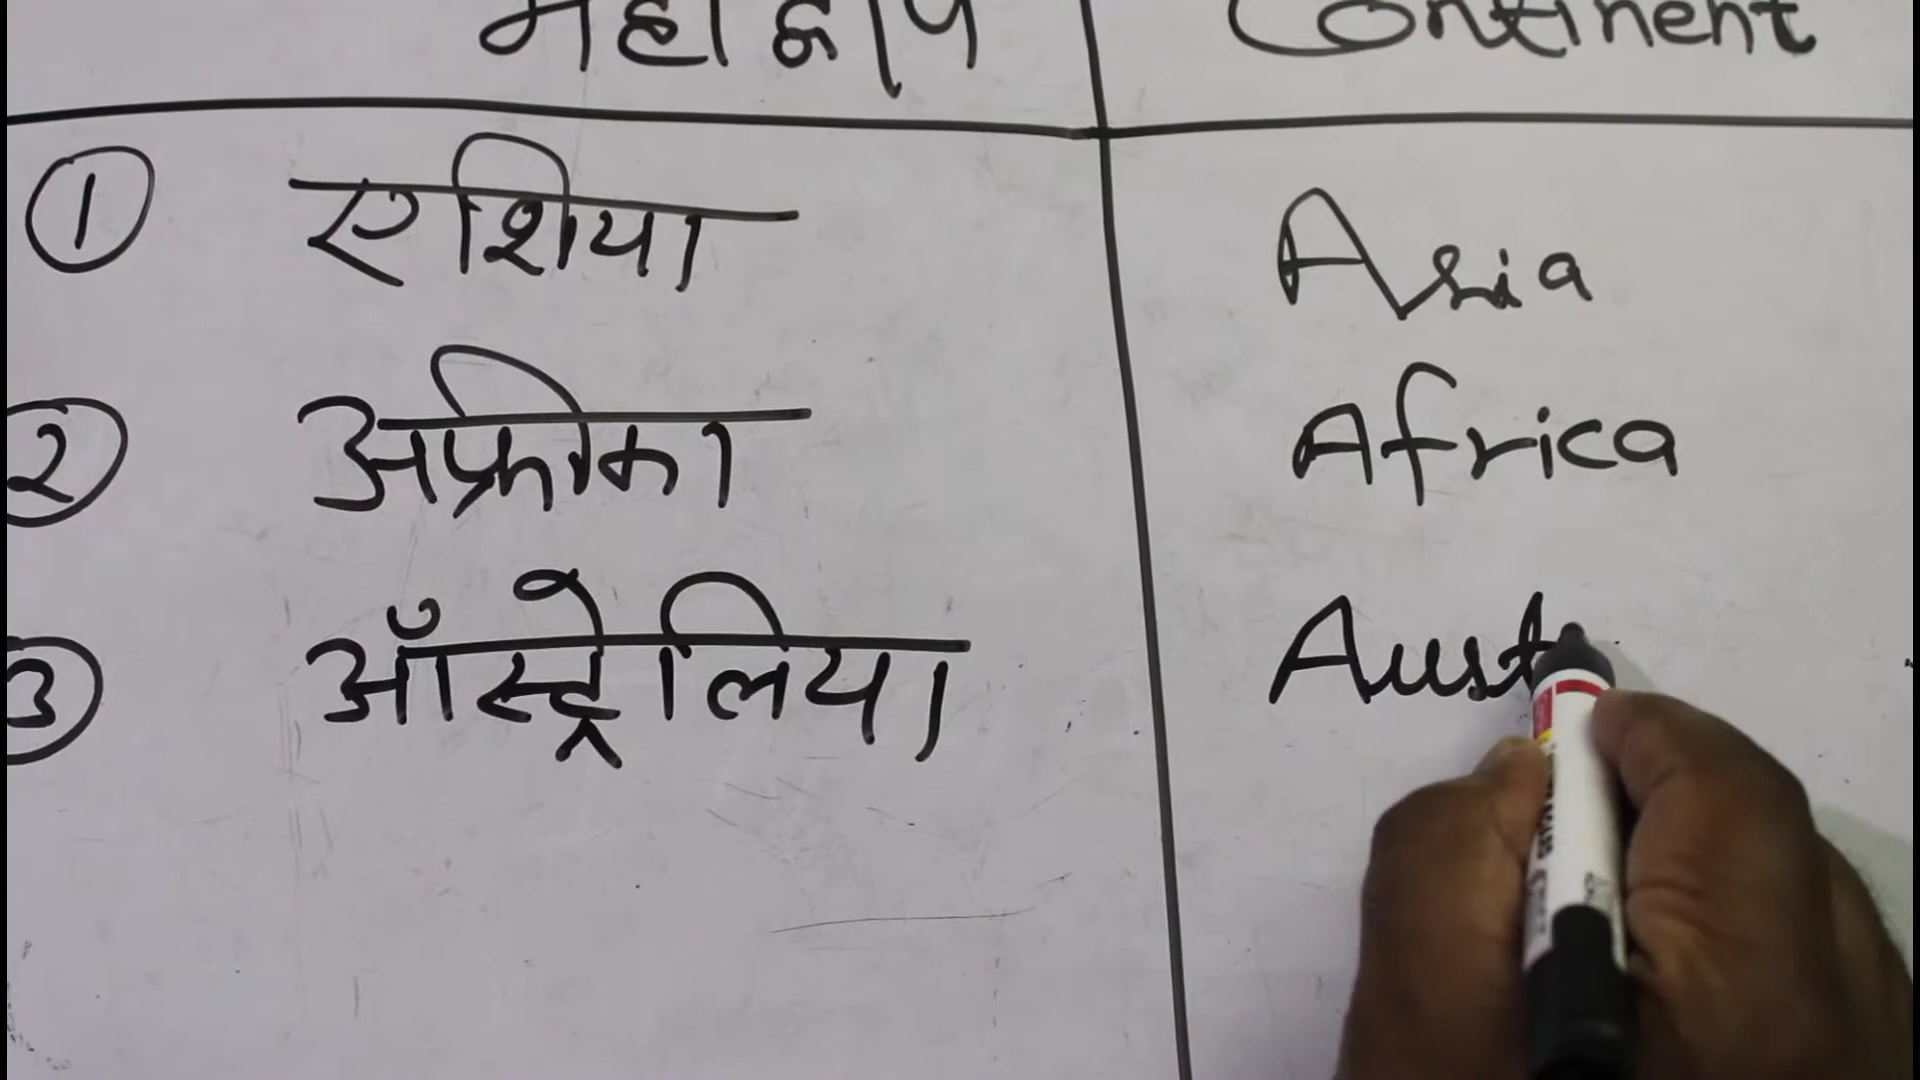 महाद्वीप Continent
1 एशिया Asia
2 अफ्रीका Africa
3 ऑस्ट्रेलिया Aust